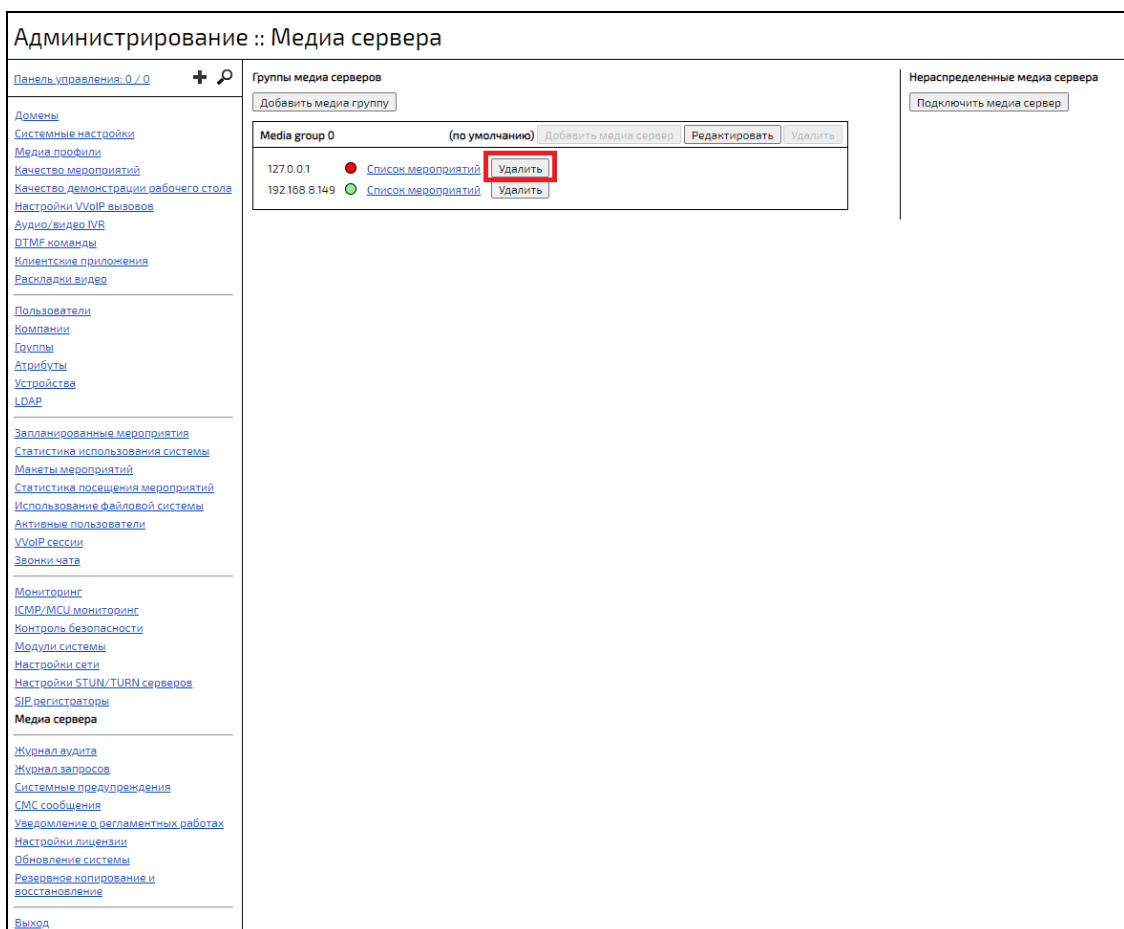 Администрирование :: Медиа сервера
Панель управления: 0 / 0
Домены
Системные настройки
Медиа профили
Качество мероприятий
Качество демонстрации рабочего стола
Настройки VVoIP вызовов
Аудио/видео IVR
DTMF команды
Клиентские приложения
Раскладки видео
Пользователи
Компании
Группы
Атрибуты
Устройства
LDAP
Запланированные мероприятия
Статистика использования системы
Макеты мероприятий
Статистика посещения мероприятий
Использование файловой системы
Активные пользователи
VVoIP сессии
Звонки чата
Мониторинг
ICMP/MCU мониторинг
Контроль безопасности
Модули системы
Настройки сети
Настройки STUN/TURN серверов
SIP регистраторы
Медиа сервера
Журнал аудита
Журнал запросов
Системные предупреждения
СМС сообщения
Уведомление о регламентных работах
Настройки лицензии
Обновление системы
Резервное копирование и
восстановление
Выход
Группы медиа серверов
Добавить медиа группу
Media group 0 (по умолчанию) Добавить медиа сервер Редактировать Удалить
127.0.0.1 Список мероприятий Удалить
192.168.8.149 Список мероприятий Удалить
Нераспределенные медиа сервера
Подключить медиа сервер